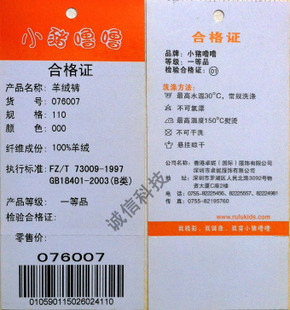 小猪噜噜
合格证
产品名称：羊绒裤
货 号：076007
规 格：110
颜 色：000
纤维成份：100%羊绒
执行标准：FZ/T 73009-1997
GB18401-2003 (B类)
等 级：一等品
检验合格证：
零售价：
076007
010590115026024110
合格证
品牌：小猪噜噜
等级：一等品
检验合格证：01
洗涤方法：
最高水温30℃，常规洗涤
不可氯漂
最高温度150℃熨烫
不可干洗
悬挂晾干
公司：香港卓妮（国际）服饰有限公司
深圳市卓妮服饰有限公司
传真：0755-82195760
www.rulukids.com
诚信科技